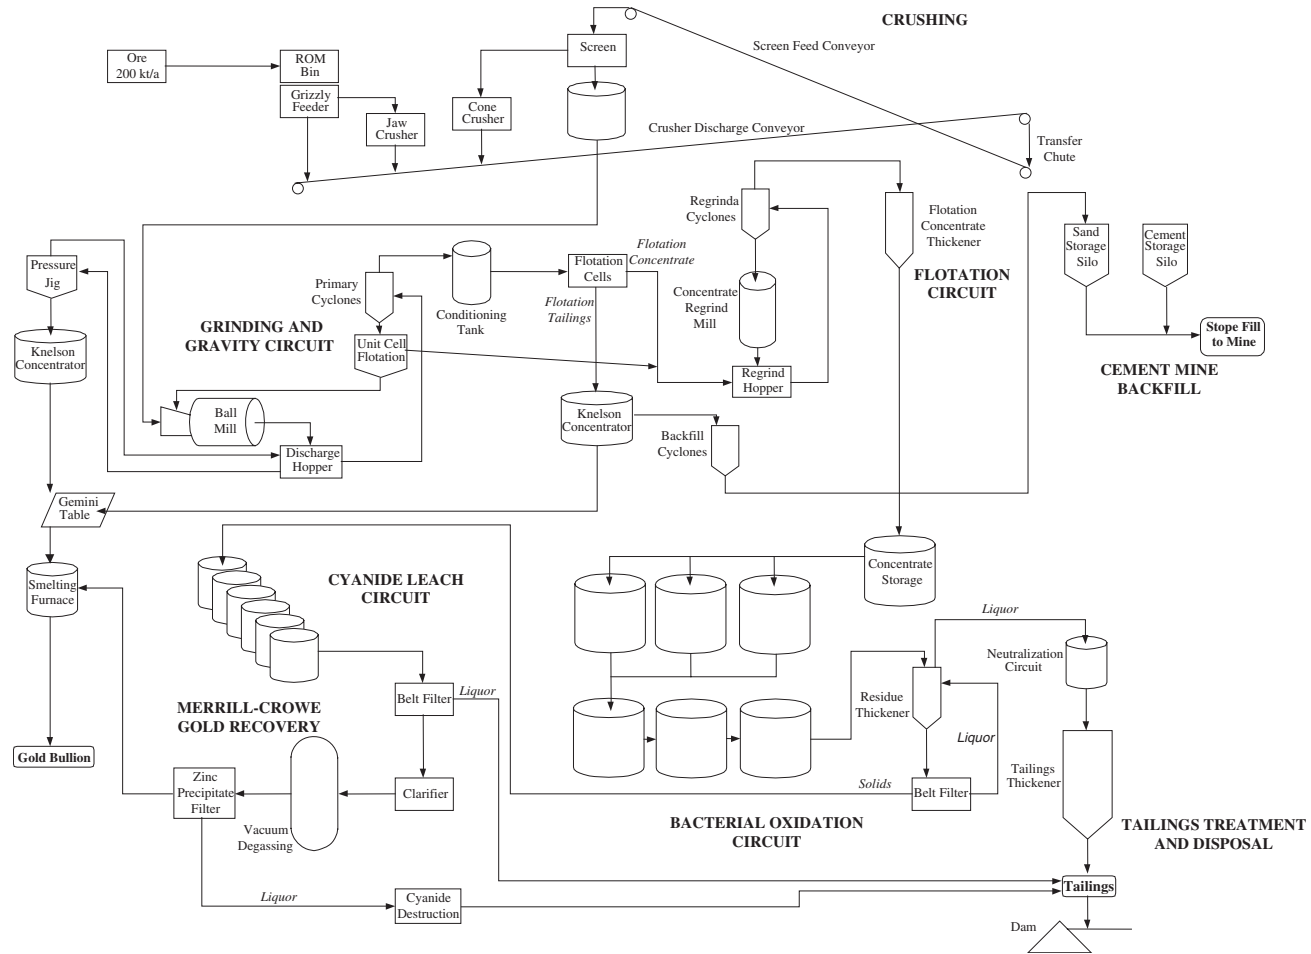 CRUSHING
Screen Feed Conveyor
Screen
Ore
200 kt/a
ROM
Bin
Grizzly
Feeder
Jaw
Crusher
Cone
Crusher
Crusher Discharge Conveyor
Transfer
Chute
Regrinda
Cyclones
Flotation
Concentrate
Thickener
Sand
Storage
Silo
Cement
Storage
Silo
Pressure
Jig
Primary
Cyclones
Conditioning
Tank
Flotation
Cells
Flotation
Concentrate
Flotation
Tailings
Concentrate
Regrind
Mill
FLOTATION
CIRCUIT
GRINDING AND
GRAVITY CIRCUIT
Unit Cell
Flotation
Stope Fill
to Mine
CEMENT MINE
BACKFILL
Knelson
Concentrator
Regrind
Hopper
Ball
Mill
Discharge
Hopper
Knelson
Concentrator
Backfill
Cyclones
Gemini
Table
Smelting
Furnace
CYANIDE LEACH
CIRCUIT
Concentrate
Storage
Liquor
Neutralization
Circuit
Belt Filter
Liquor
Residue
Thickener
MERRILL-CROWE
GOLD RECOVERY
Gold Bullion
Liquor
Zinc
Precipitate
Filter
Vacuum
Degassing
Clarifier
Solids
Belt Filter
Tailings
Thickener
BACTERIAL OXIDATION
CIRCUIT
TAILINGS TREATMENT
AND DISPOSAL
Liquor
Cyanide
Destruction
Tailings
Dam